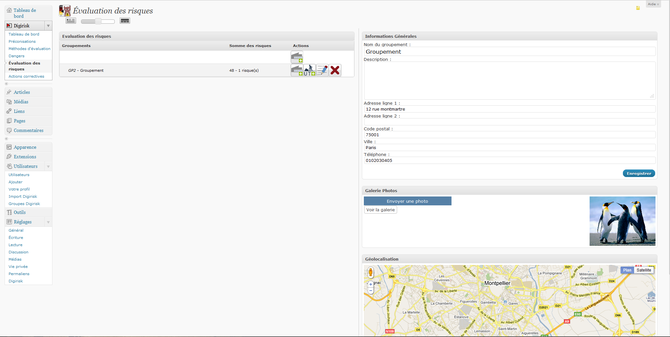 Tableau de
bord
Digirisk
Tableau de bord
Préconisations
Méthodes d'évaluation
Dangers
Évaluation des
risques
Actions correctives
Articles
Médias
Liens
Pages
Commentaires
Apparence
Extensions
Utilisateurs
Utilisateurs
Ajouter
Votre profil
Import Digirisk
Groupes Digirisk
Outils
Réglages
Général
Écriture
Lecture
Discussion
Médias
Vie privée
Permaliens
Digirisk
Évaluation des risques
Aide
Evaluation des risques
Groupements
Somme des risques
Actions
GP2 - Groupement
48 - 1 risque(s)
Informations Générales
Nom du groupement :
Groupement
Description :
Adresse ligne 1 :
12 rue montmartre
Adresse ligne 2 :
Code postal :
75001
Ville :
Paris
Téléphone :
0102030405
Enregistrer
Galerie Photos
Envoyer une photo
Voir la galerie
Géolocalisation
Plan
Satellite
Montpellier